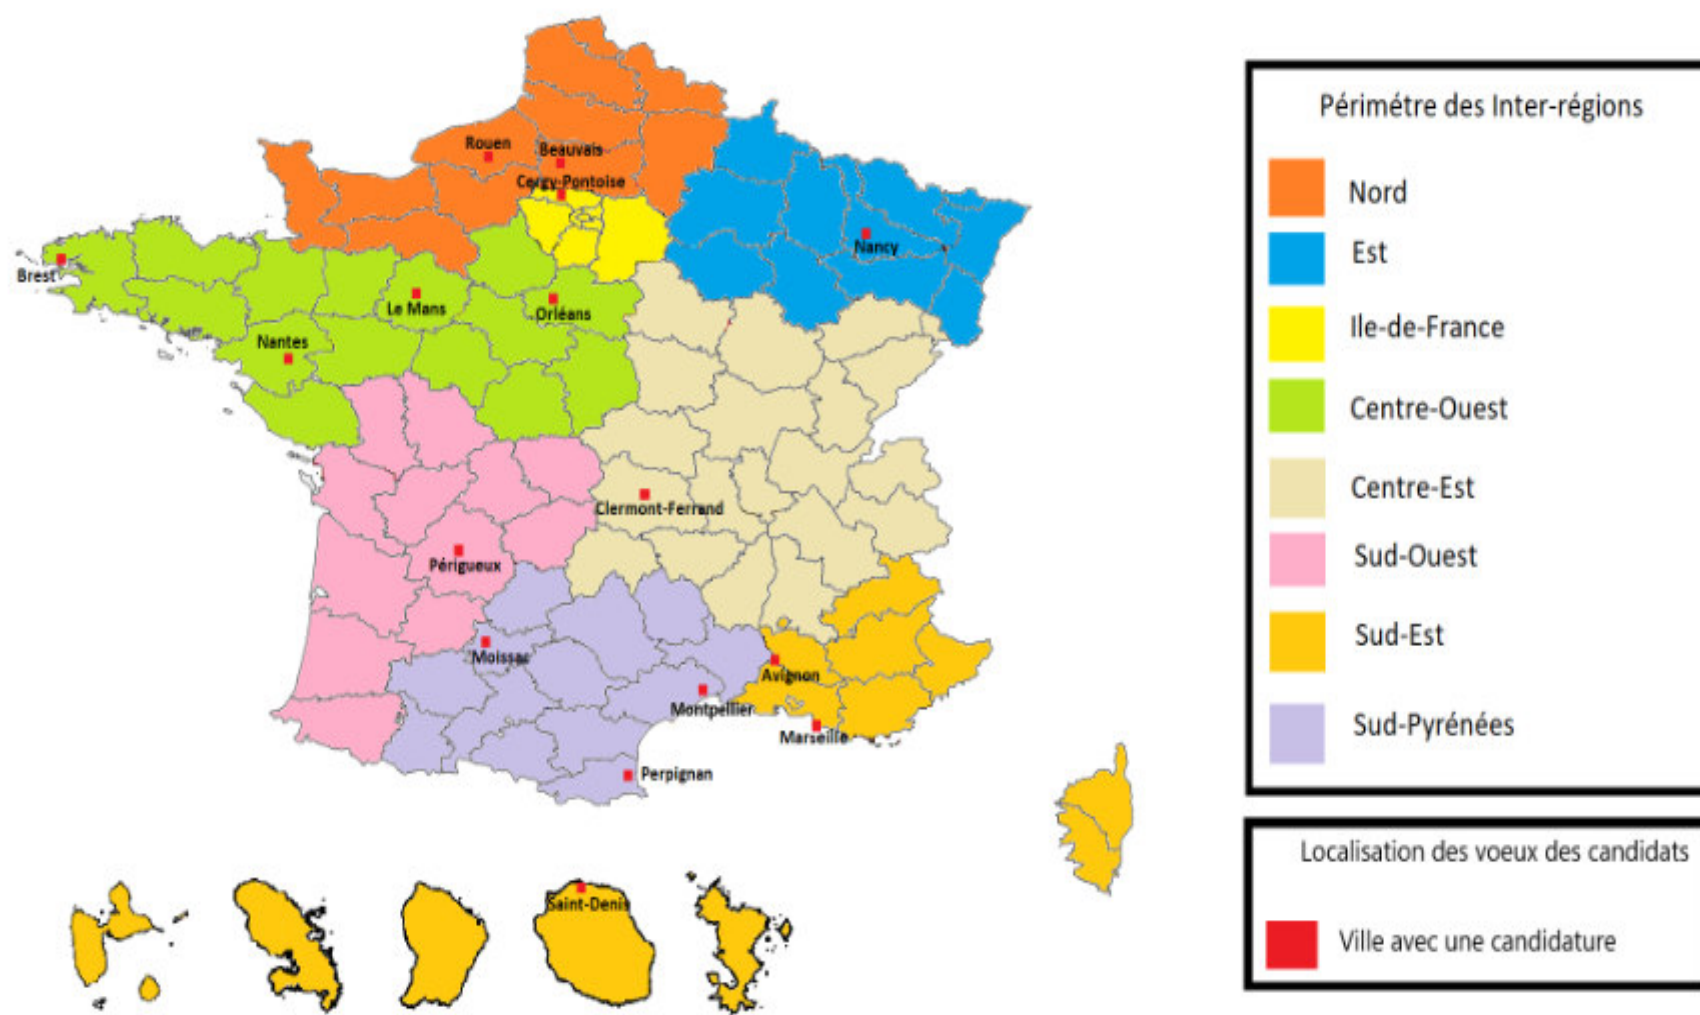 Rouen
Beauvais
Cergy-Pontoise
Nancy
Brest
Le Mans
Orléans
Nantes
Clermont-Ferrand
Périgueux
Moissac
Avignon
Montpellier
Marseille
Perpignan
Saint-Denis
Périmétre des Inter-régions
Nord
Est
Ile-de-France
Centre-Ouest
Centre-Est
Sud-Ouest
Sud-Est
Sud-Pyrénées
Localisation des voeux des candidats
Ville avec une candidature